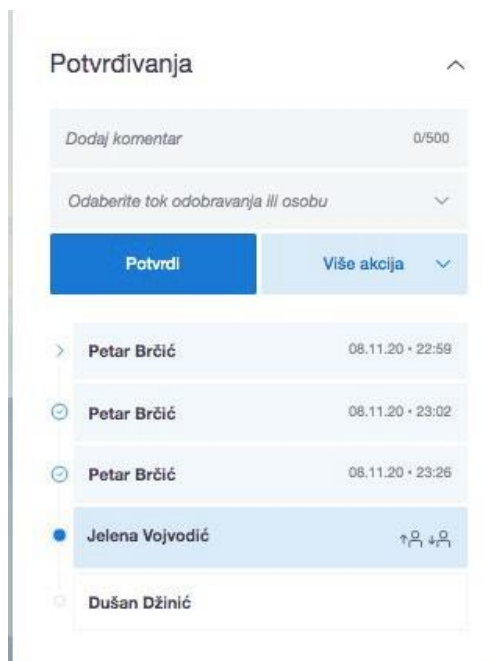 Potvrđivanja
Dodaj komentar 0/500
Odaberite tok odobravanja ili osobu
Potvrdi Više akcija
Petar Brčić 08.11.20 • 22:59
Petar Brčić 08.11.20 • 23:02
Petar Brčić 08.11.20 • 23:26
Jelena Vojvodić
Dušan Džinić